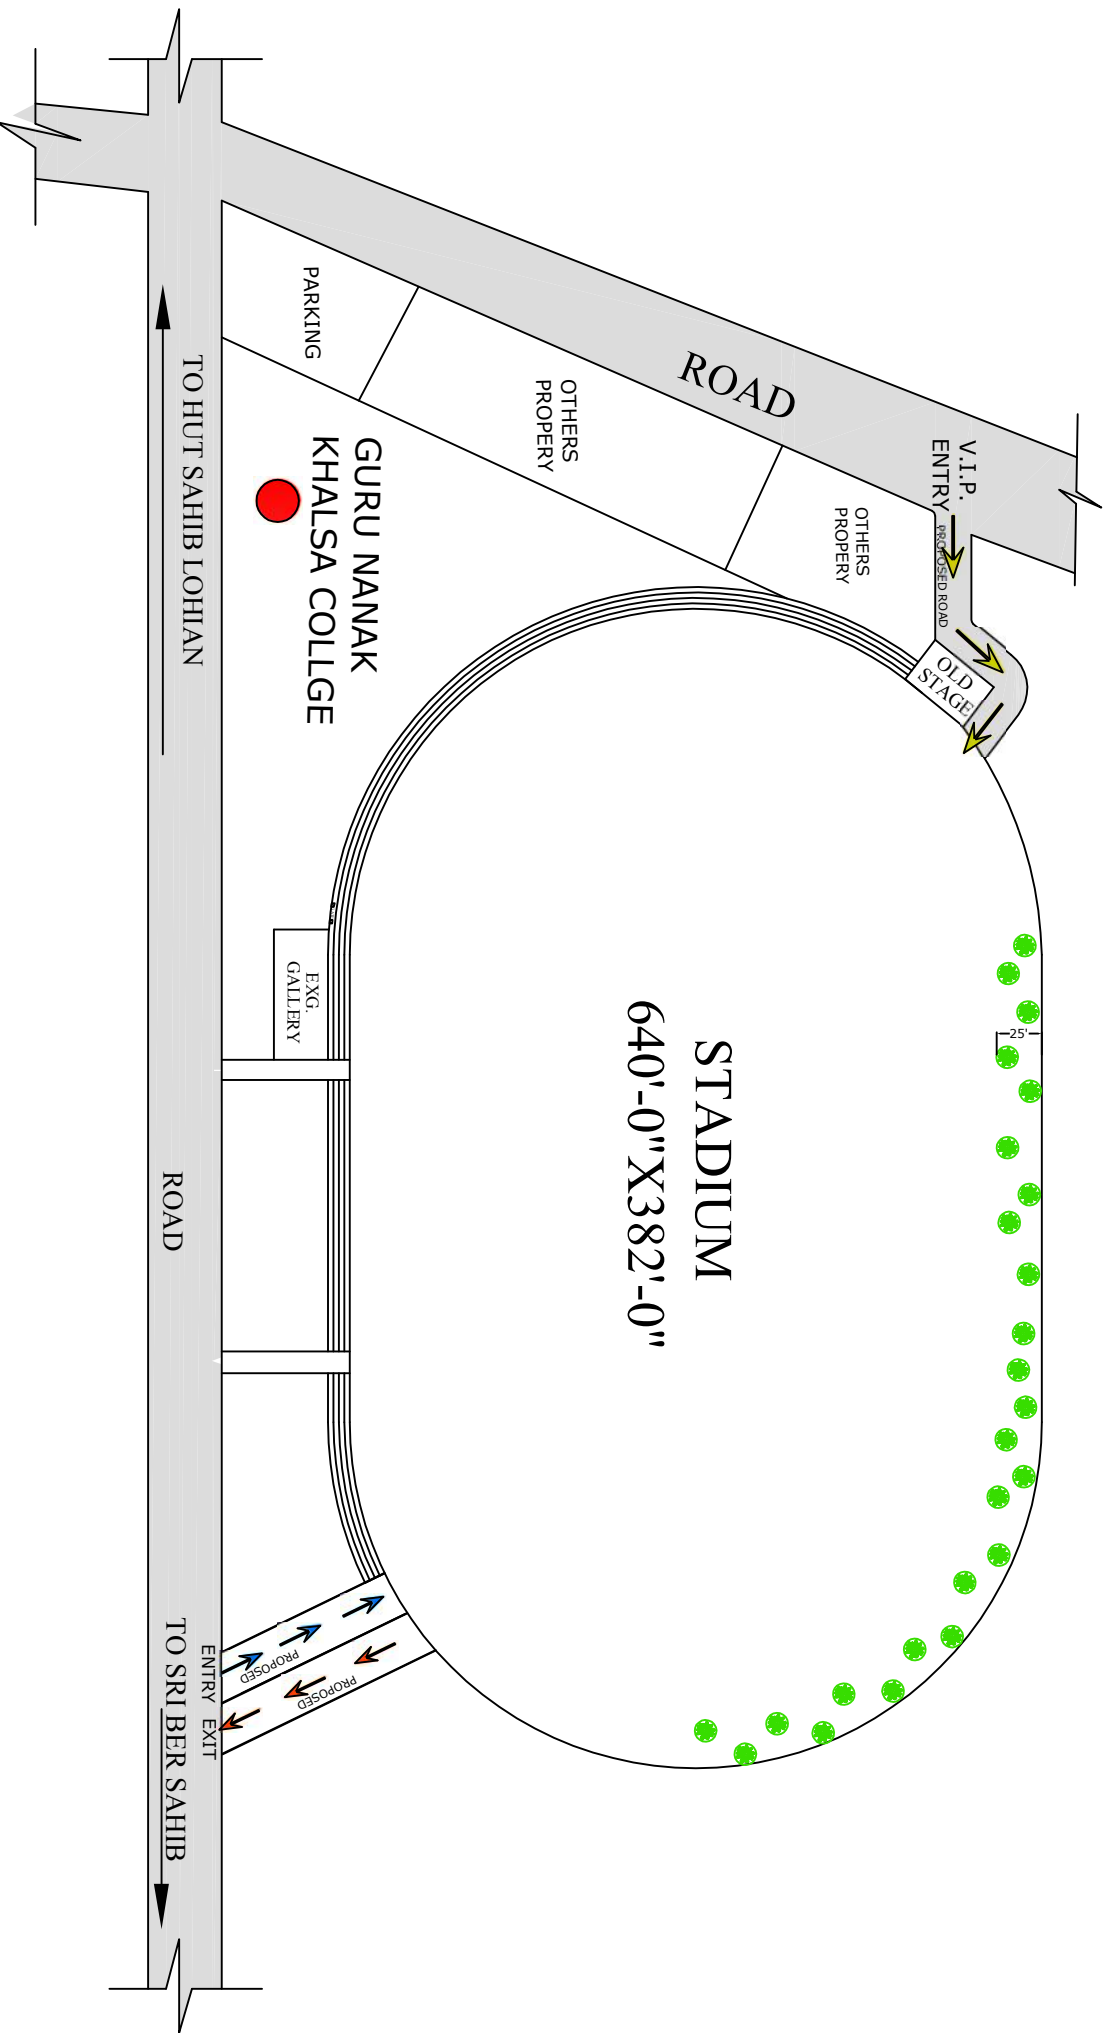 V.I.P.
ENTRY
PROPOSED ROAD
ROAD
OLD
STAGE
OTHERS
PROPERY
OTHERS
PROPERY
PARKING
GURU NANAK
KHALSA COLLGE
25'
STADIUM
640'-0"X382'-0"
EXG.
GALLERY
TO HUT SAHIB LOHIAN
ROAD
PROPOSED
PROPOSED
ENTRY EXIT
TO SRI BER SAHIB